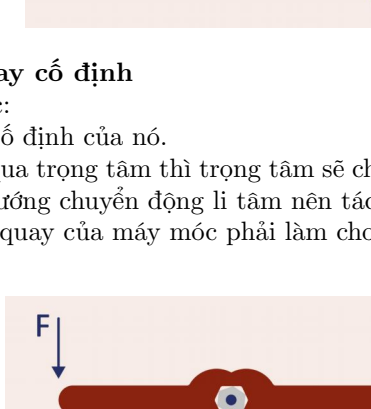 ay cố định
c:
ố định của nó.
ua trọng tâm thì trọng tâm sẽ ch
ướng chuyển động li tâm nên tác
quay của máy móc phải làm cho
F